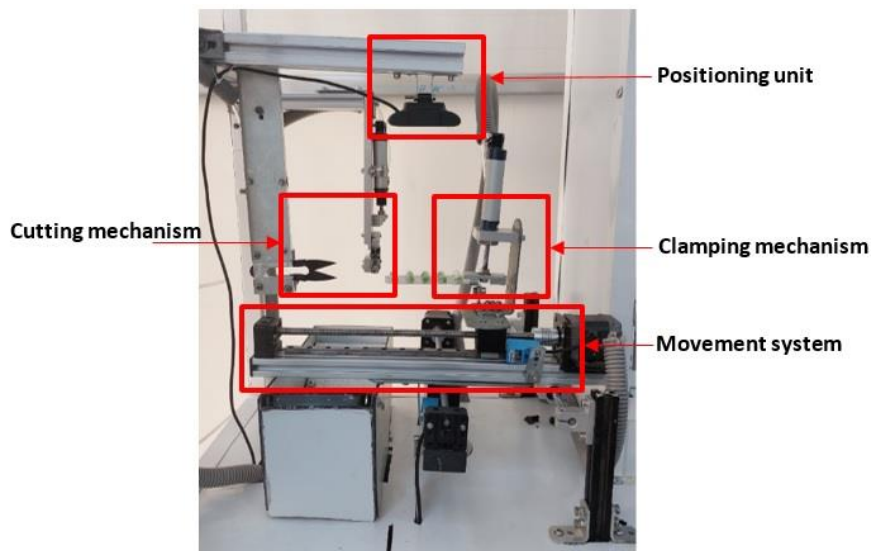 Positioning unit
Cutting mechanism
Clamping mechanism
Movement system